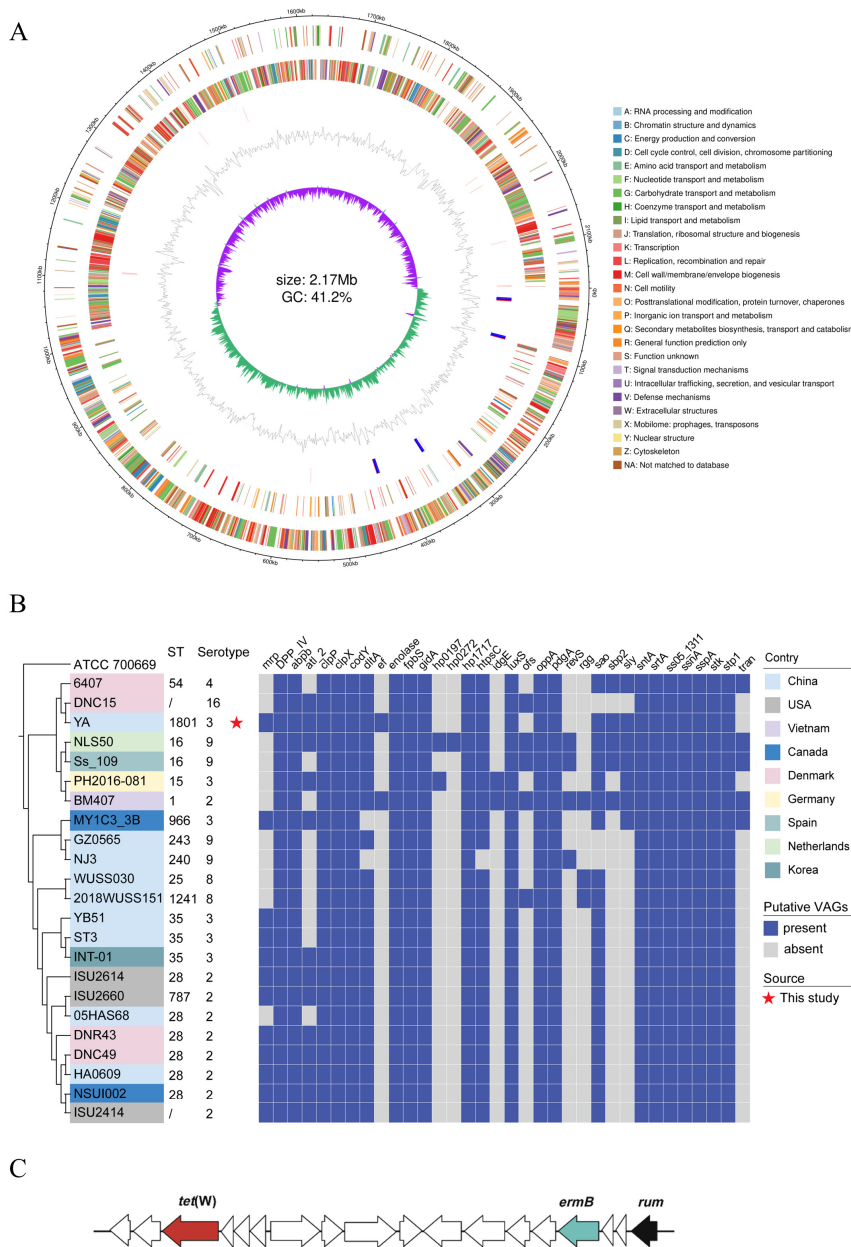 A
1600kb
1700kb
1800kb
1900kb
2000kb
2100kb
0kb
100kb
200kb
300kb
400kb
500kb
600kb
700kb
800kb
900kb
1000kb
1100kb
1200kb
1300kb
1400kb
1500kb
size: 2.17Mb
GC: 41.2%
A: RNA processing and modification
B: Chromatin structure and dynamics
C: Energy production and conversion
D: Cell cycle control, cell division, chromosome partitioning
E: Amino acid transport and metabolism
F: Nucleotide transport and metabolism
G: Carbohydrate transport and metabolism
H: Coenzyme transport and metabolism
I: Lipid transport and metabolism
J: Translation, ribosomal structure and biogenesis
K: Transcription
L: Replication, recombination and repair
M: Cell wall/membrane/envelope biogenesis
N: Cell motility
O: Posttranslational modification, protein turnover, chaperones
P: Inorganic ion transport and metabolism
Q: Secondary metabolites biosynthesis, transport and catabolisr
R: General function prediction only
S: Function unknown
T: Signal transduction mechanisms
U: Intracellular trafficking, secretion, and vesicular transport
V: Defense mechanisms
W: Extracellular structures
X: Mobilome: prophages, transposons
Y: Nuclear structure
Z: Cytoskeleton
NA: Not matched to database
B
ST Serotype mrp DPP_IV abpb atl_2 clpP clpX codY dltA ef enolase fpbS gidA hp0197 hp0272 hp1717 htpsC idgE luxS ofs oppA pdgA revS rgg sao sbp2 sly sntA srtA ss05_1311 ssnA sspA stk stp1 tran
ATCC 700669
6407 54 4
DNC15 / 16
YA 1801 3
NLS50 16 9
Ss_109 16 9
PH2016-081 15 3
BM407 1 2
MY1C3_3B 966 3
GZ0565 243 9
NJ3 240 9
WUSS030 25 8
2018WUSS151 1241 8
YB51 35 3
ST3 35 3
INT-01 35 3
ISU2614 28 2
ISU2660 787 2
05HAS68 28 2
DNR43 28 2
DNC49 28 2
HA0609 28 2
NSUI002 28 2
ISU2414 / 2
Contry
China
USA
Vietnam
Canada
Denmark
Germany
Spain
Netherlands
Korea
Putative VAGs
present
absent
Source
This study
C
tet(W) ermB rum